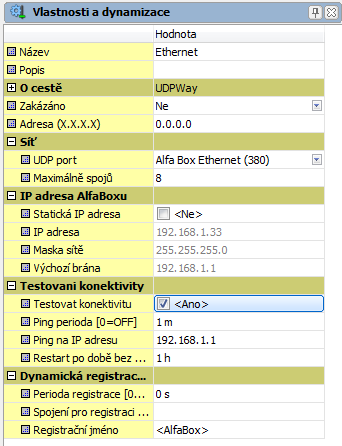 Vlastnosti a dynamizace
Hodnota
Název Ethernet
Popis
O cestě UDPWay
Zakázáno Ne
Adresa (X.X.X.X) 0.0.0.0
Síť
UDP port Alfa Box Ethernet (380)
Maximálně spojů 8
IP adresa AlfaBoxu
Statická IP adresa <Ne>
IP adresa 192.168.1.33
Maska sítě 255.255.255.0
Výchozí brána 192.168.1.1
Testovani konektivity
Testovat konektivitu <Ano>
Ping perioda [0=OFF] 1 m
Ping na IP adresu 192.168.1.1
Restart po době bez ... 1 h
Dynamická registrac...
Perioda registrace [0... 0 s
Spojení pro registraci ...
Registrační jméno <AlfaBox>